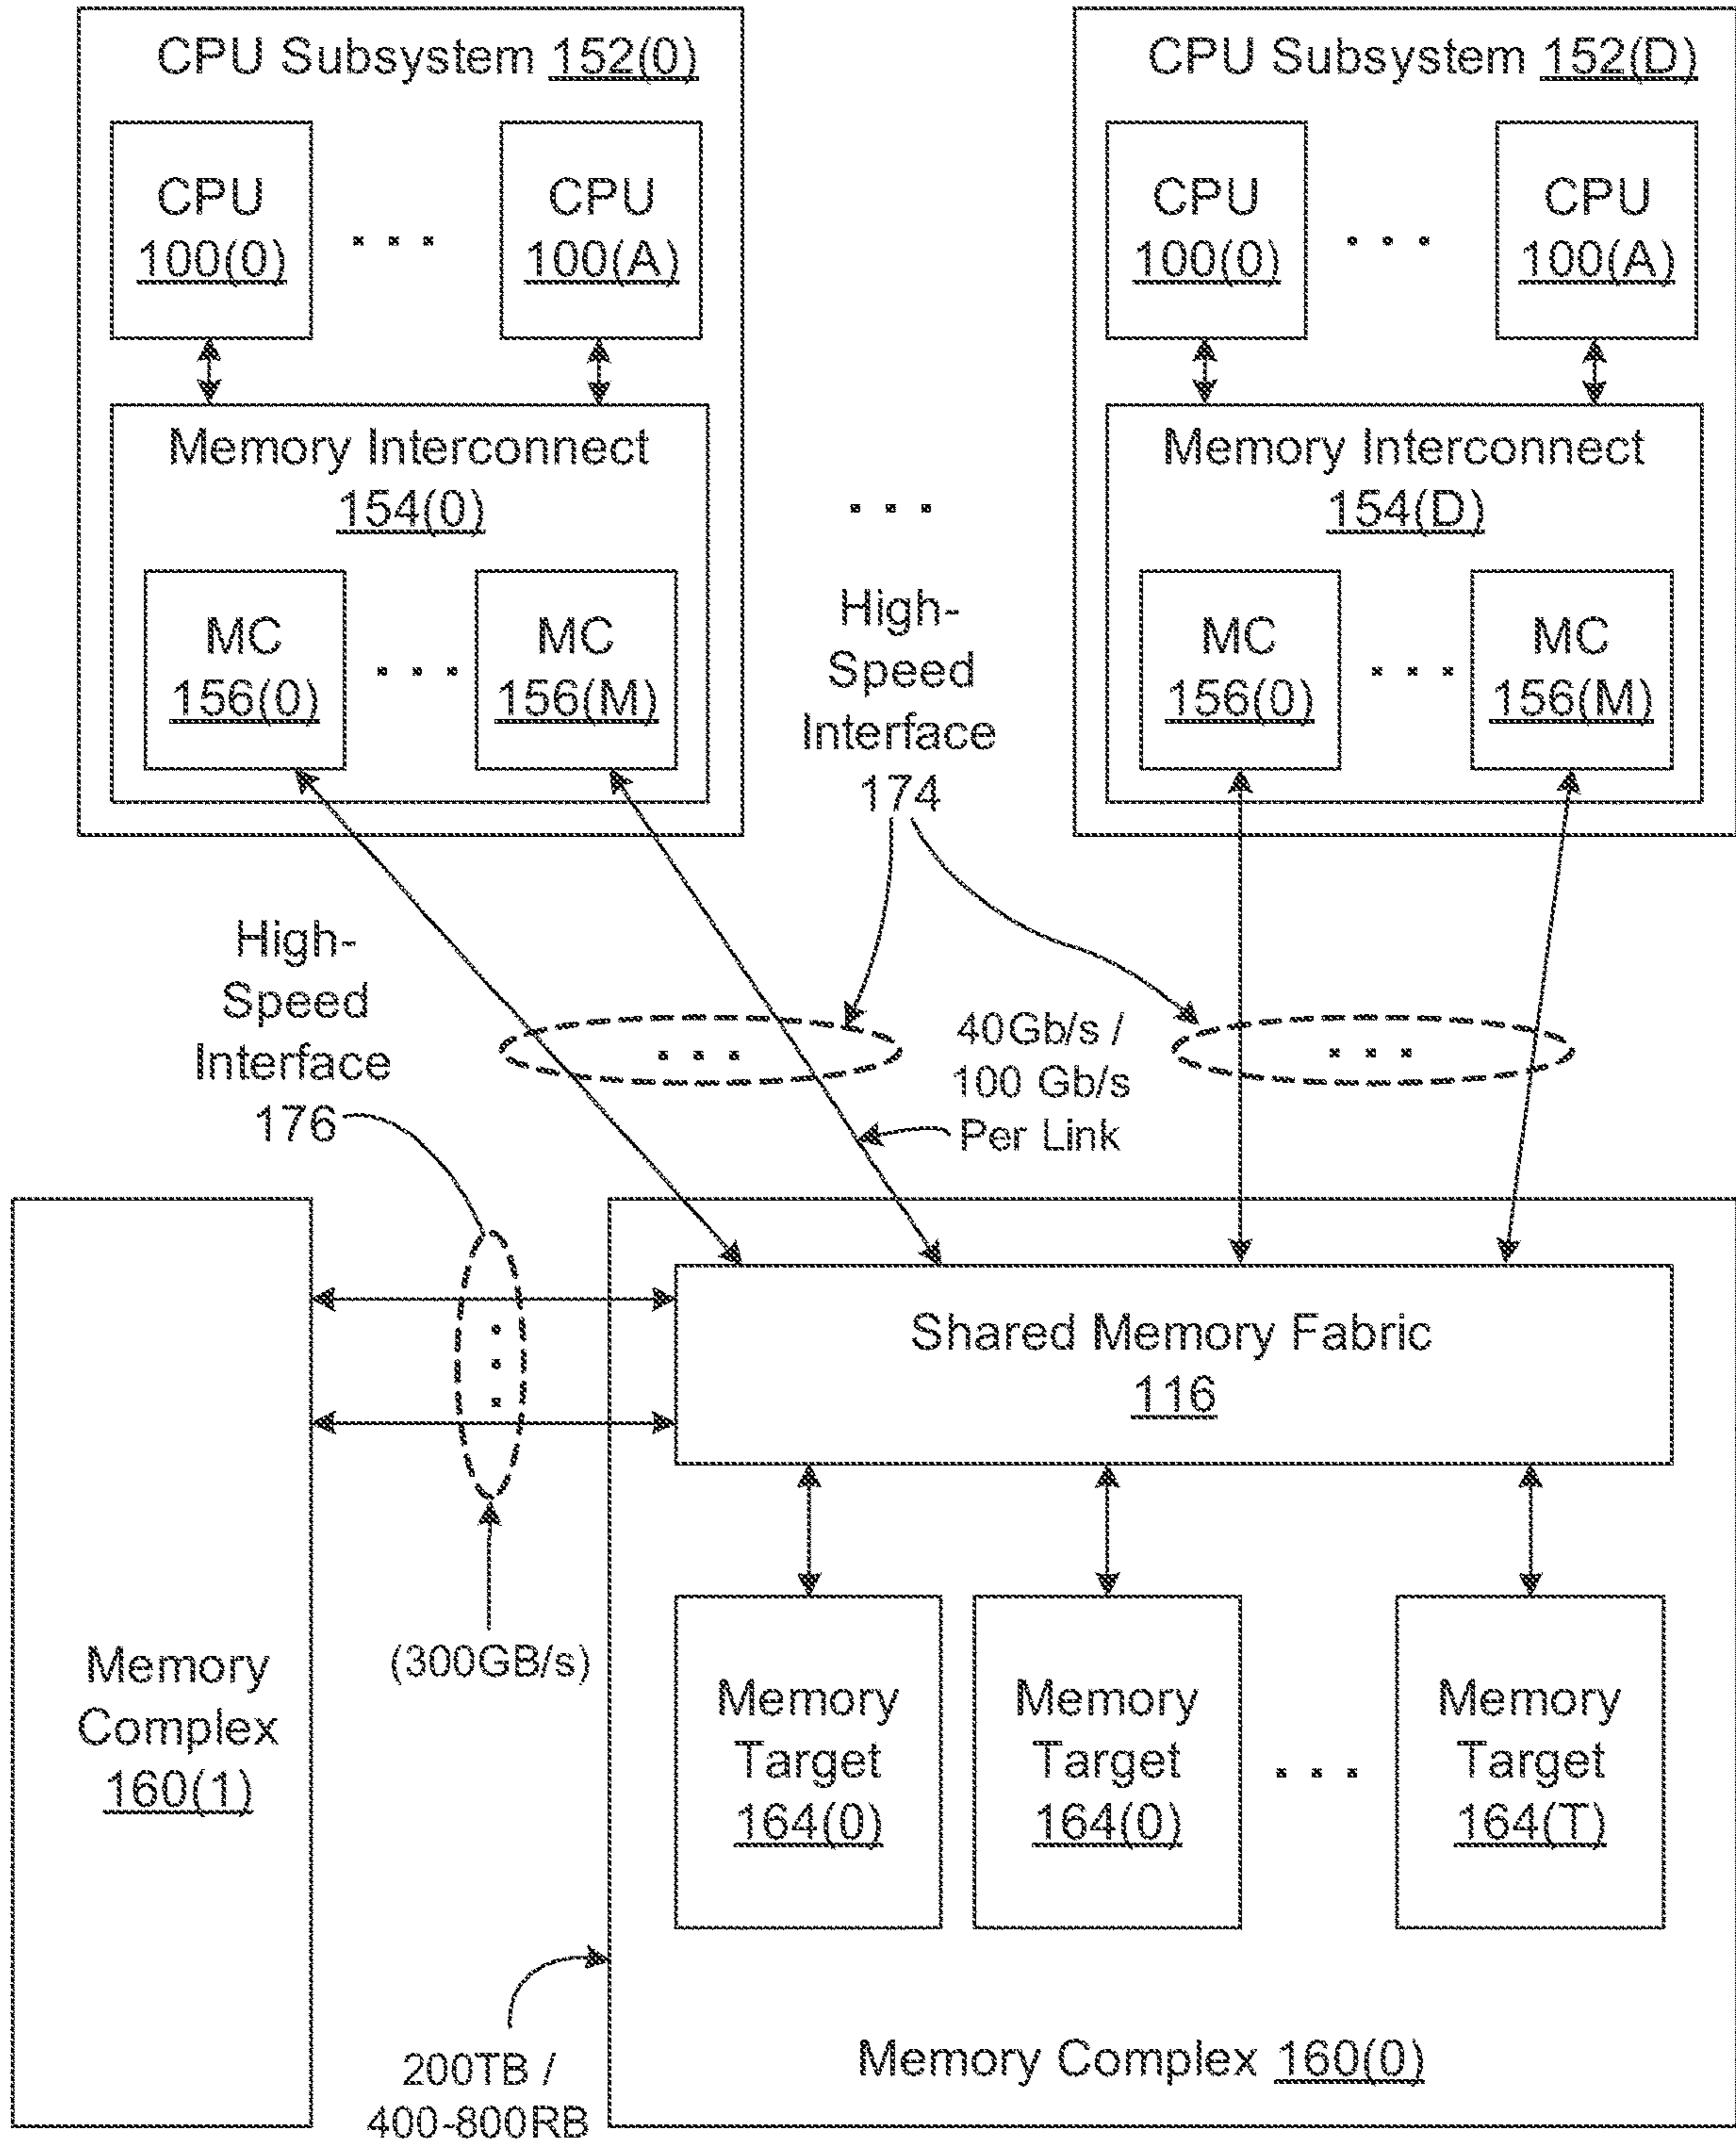 CPU Subsystem 152(0)
CPU
100(0)
. . .
CPU
100(A)
Memory Interconnect
154(0)
MC
156(0)
. . .
MC
156(M)
. . .
High-
Speed
Interface
174
CPU Subsystem 152(D)
CPU
100(0)
. . .
CPU
100(A)
Memory Interconnect
154(D)
MC
156(0)
. . .
MC
156(M)
High-
Speed
Interface
176
. . .
40Gb/s /
100 Gb/s
Per Link
. . .
Memory
Complex
160(1)
. . .
(300GB/s)
Shared Memory Fabric
116
Memory
Target
164(0)
Memory
Target
164(0)
. . .
Memory
Target
164(T)
200TB /
400-800RB
Memory Complex 160(0)